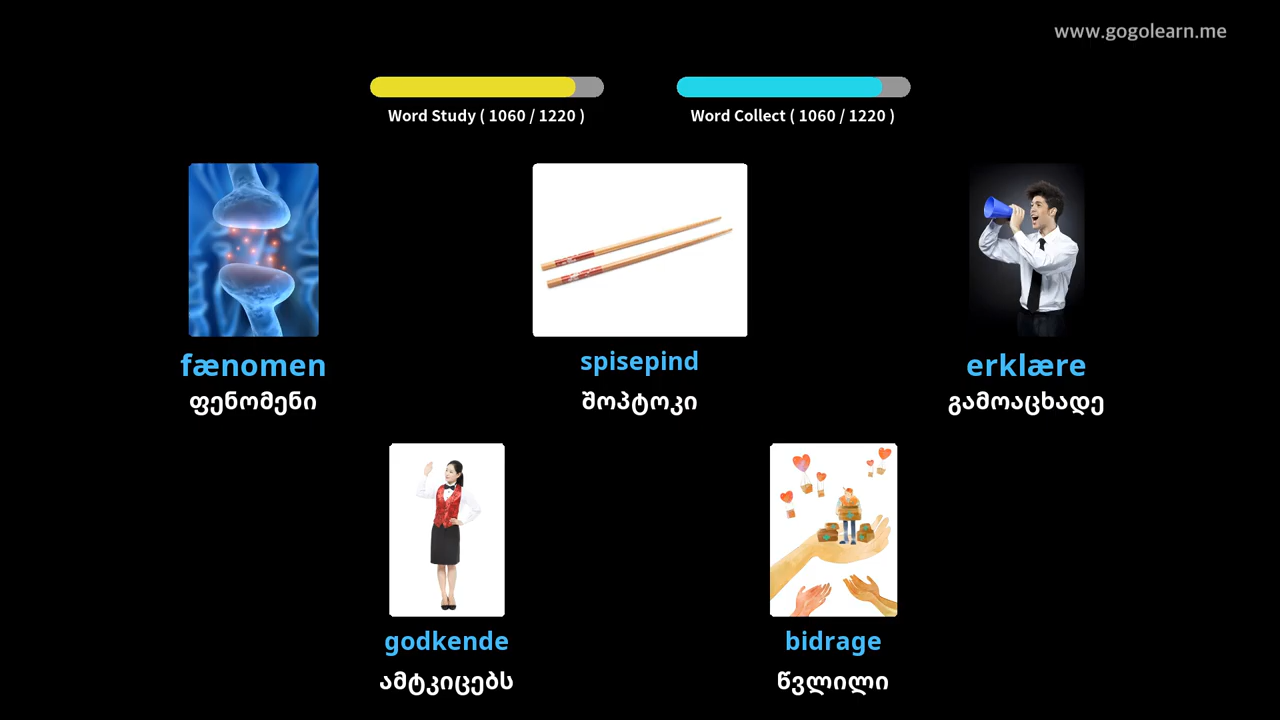 www.gogolearn.me
Word Study ( 1060 / 1220 )
Word Collect ( 1060 / 1220 )
fænomen
ფენომენი
spisepind
შოპტოკი
erklære
გამოაცხადე
godkende
ამტკიცებს
bidrage
წვლილი